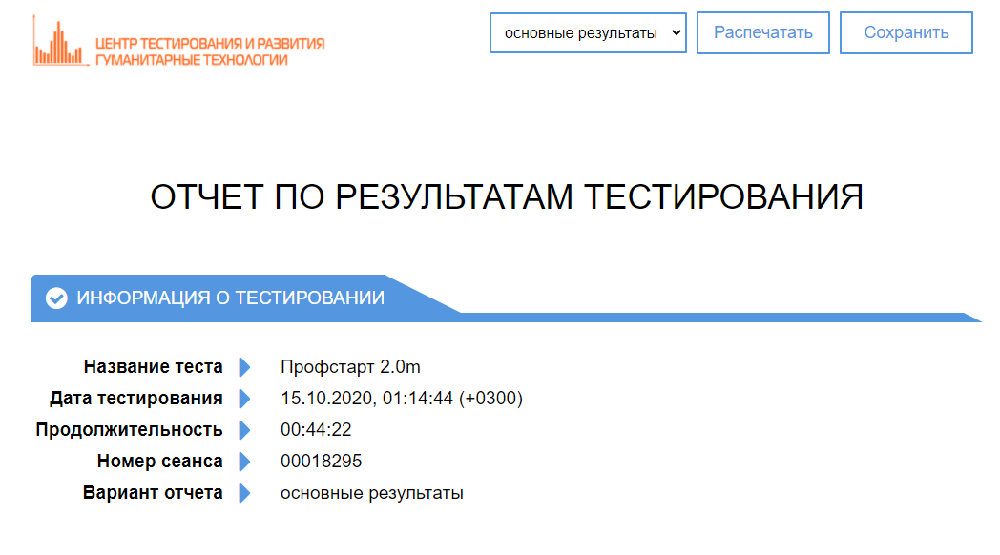 ЦЕНТР ТЕСТИРОВАНИЯ И РАЗВИТИЯ
ГУМАНИТАРНЫЕ ТЕХНОЛОГИИ
основные результаты
Распечатать
Сохранить
ОТЧЕТ ПО РЕЗУЛЬТАТАМ ТЕСТИРОВАНИЯ
ИНФОРМАЦИЯ О ТЕСТИРОВАНИИ
Название теста Профстарт 2.0m
Дата тестирования 15.10.2020, 01:14:44 (+0300)
Продолжительность 00:44:22
Номер сеанса 00018295
Вариант отчета основные результаты